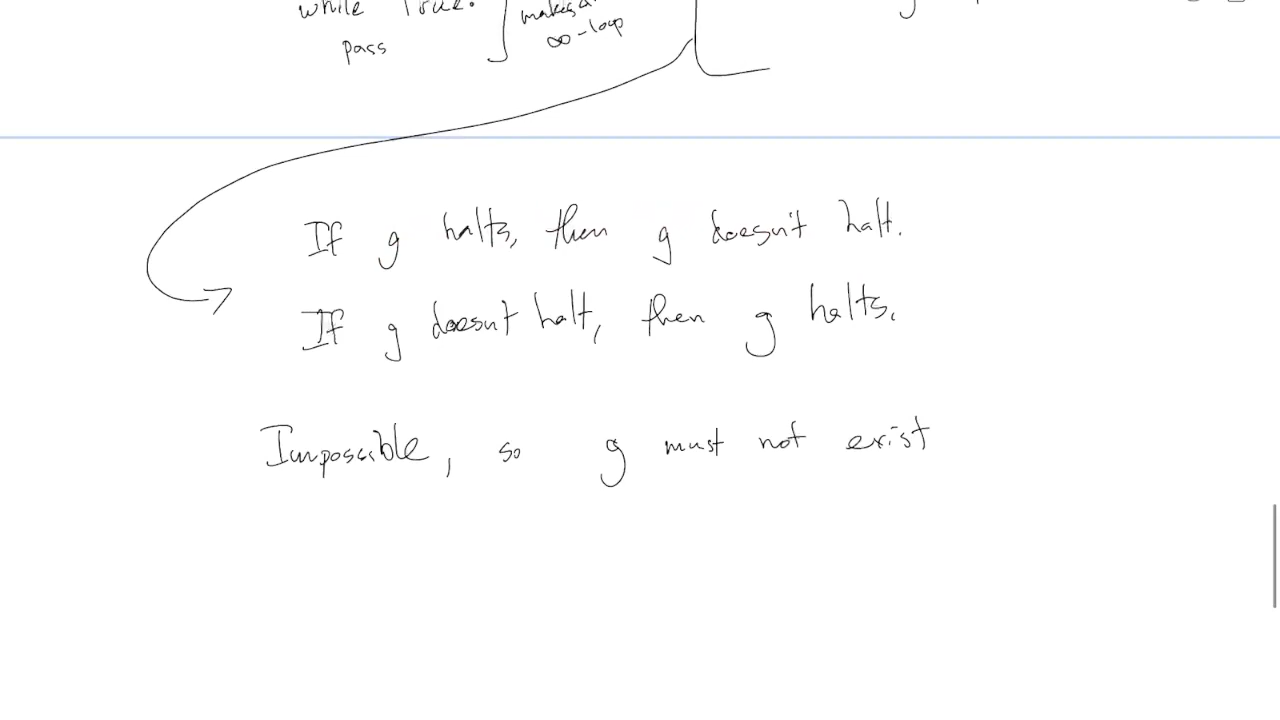 while True:
pass
makes a
∞-loop
If g halts, then g doesn't halt.
If g doesn't halt, then g halts.
Impossible, so g must not exist